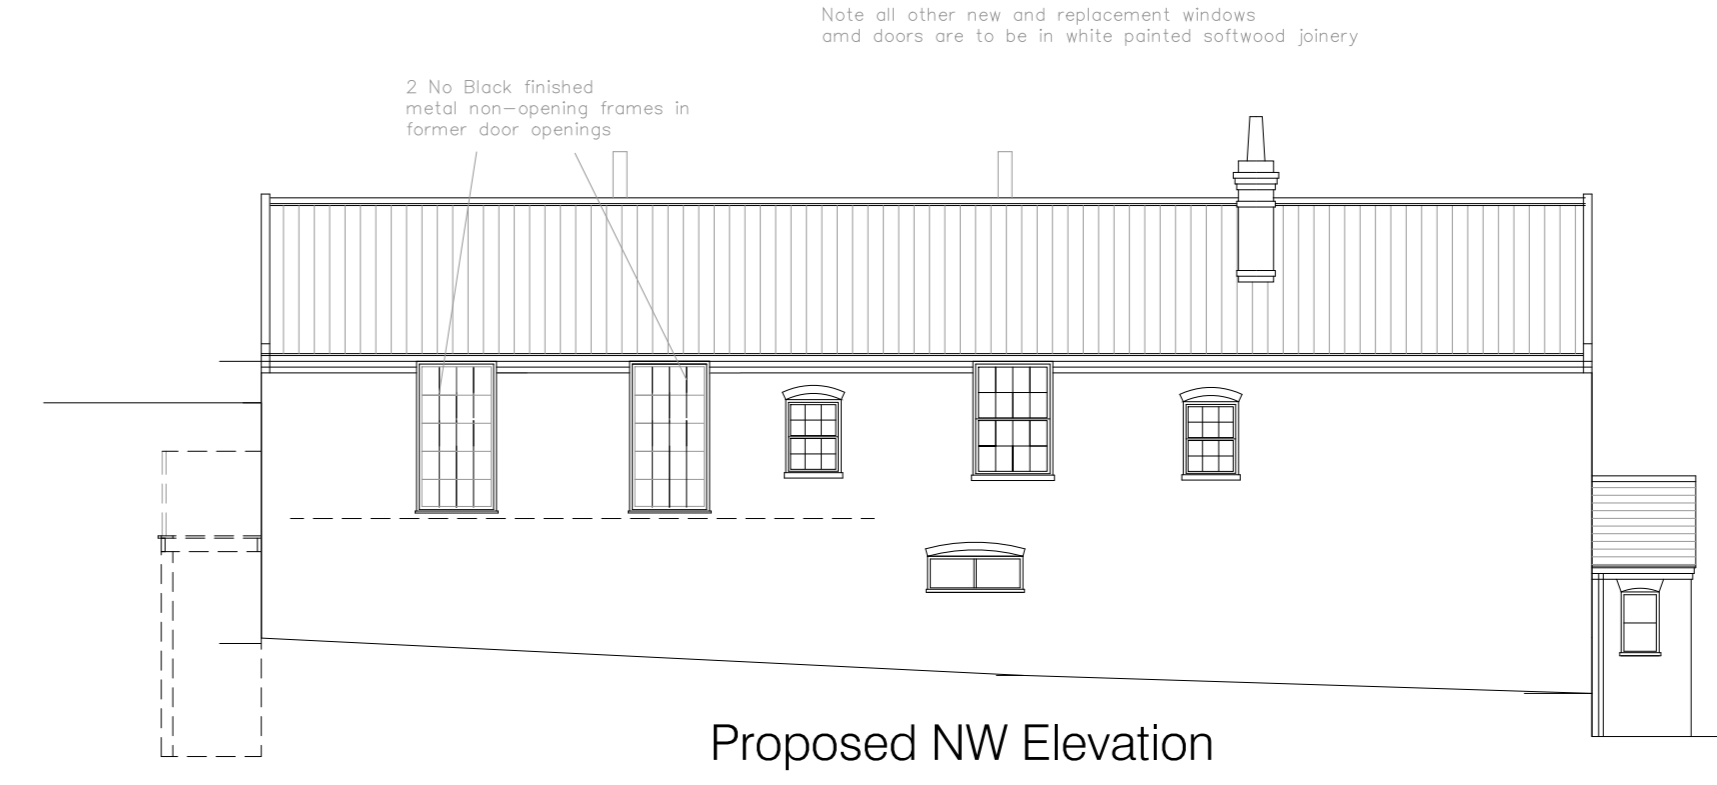 Note all other new and replacement windows
amd doors are to be in white painted softwood joinery
2 No Black finished
metal non-opening frames in
former door openings
Proposed NW Elevation